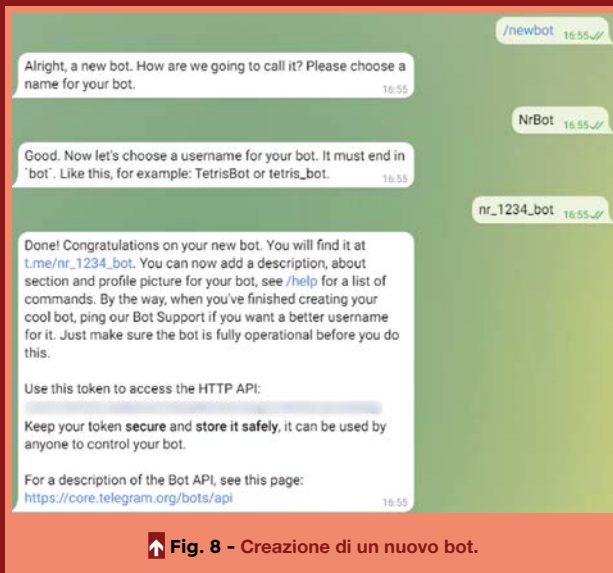 /newbot 16:55
Alright, a new bot. How are we going to call it? Please choose a
name for your bot. 16:55
NrBot 16:55
Good. Now let's choose a username for your bot. It must end in
`bot`. Like this, for example: TetrisBot or tetris_bot. 16:55
nr_1234_bot 16:55
Done! Congratulations on your new bot. You will find it at
t.me/nr_1234_bot. You can now add a description, about
section and profile picture for your bot, see /help for a list of
commands. By the way, when you've finished creating your
cool bot, ping our Bot Support if you want a better username
for it. Just make sure the bot is fully operational before you do
this.
Use this token to access the HTTP API:
Keep your token secure and store it safely, it can be used by
anyone to control your bot.
For a description of the Bot API, see this page:
https://core.telegram.org/bots/api 16:55
Fig. 8 - Creazione di un nuovo bot.